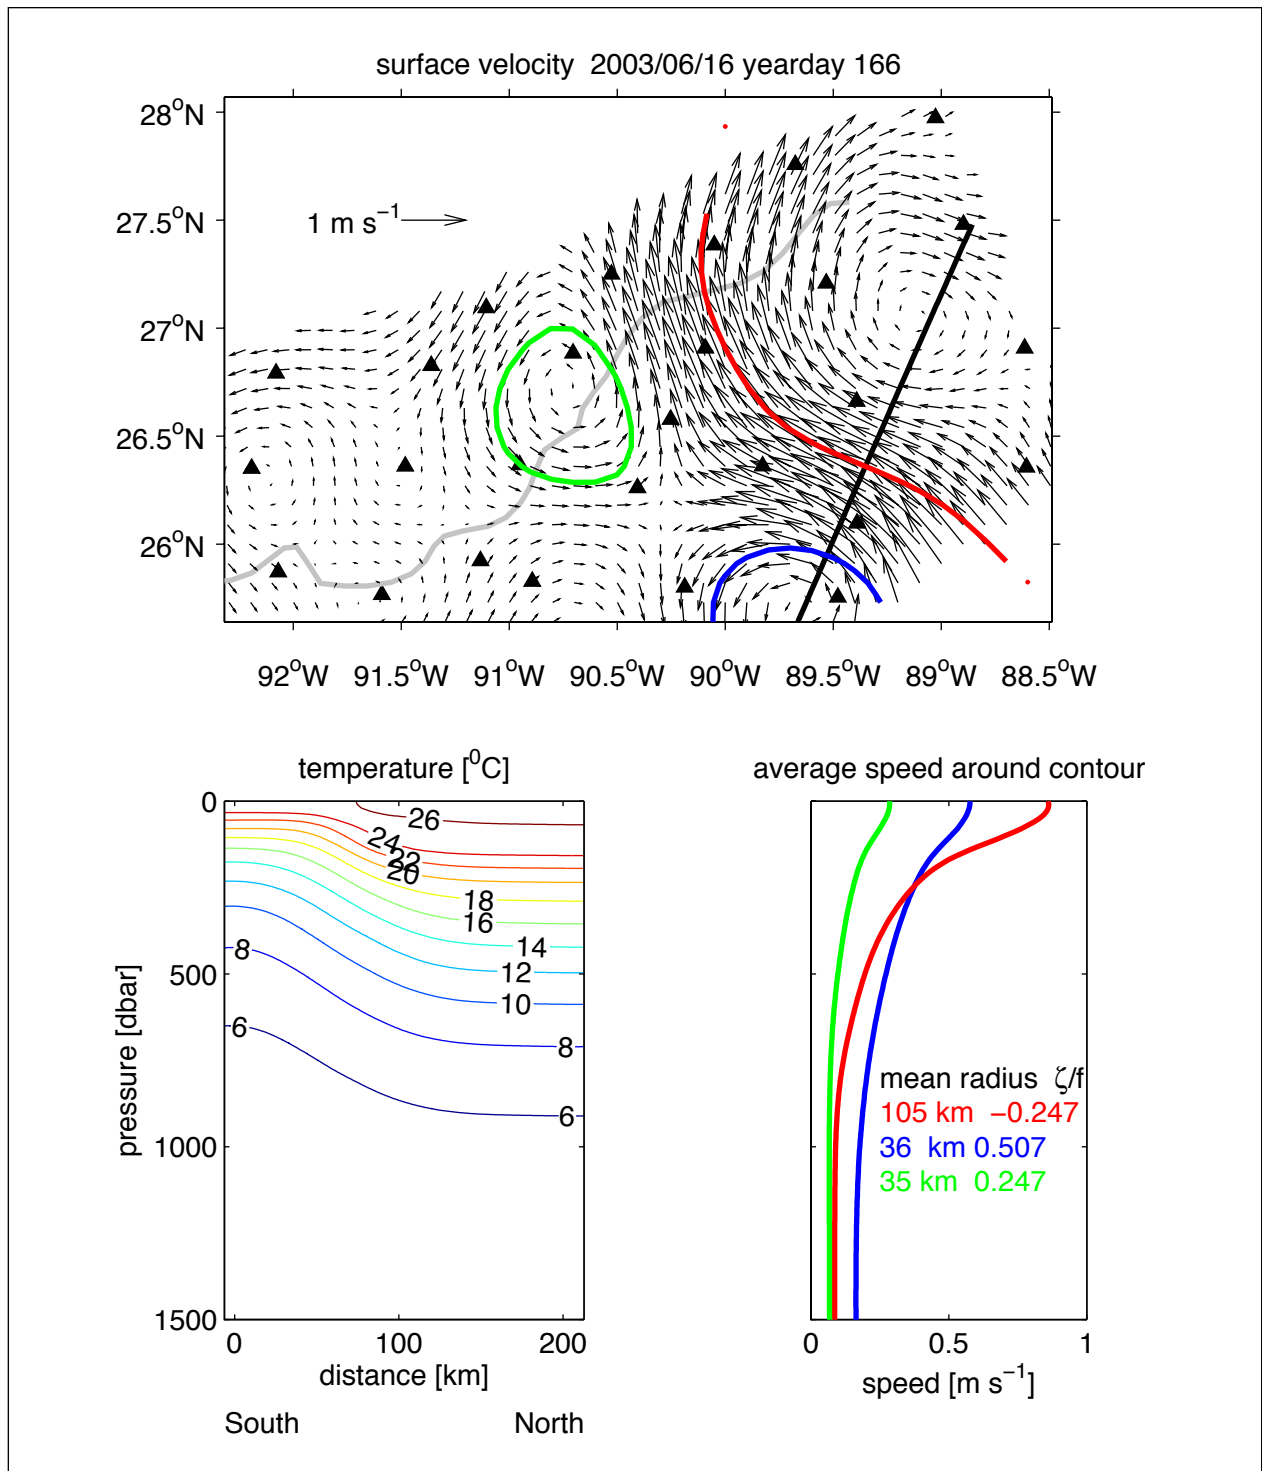 surface velocity  2003/06/16 yearday 166
28°N
27.5°N
27°N
26.5°N
26°N
1 m s⁻¹
92°W 91.5°W 91°W 90.5°W 90°W 89.5°W 89°W 88.5°W
temperature [⁰C]
0
500
1000
1500
pressure [dbar]
26
24
22
20
18
16
14
12
10
8
8
6
6
0 100 200
distance [km]
South North
average speed around contour
mean radius ζ/f
105 km −0.247
36 km 0.507
35 km 0.247
0 0.5 1
speed [m s⁻¹]